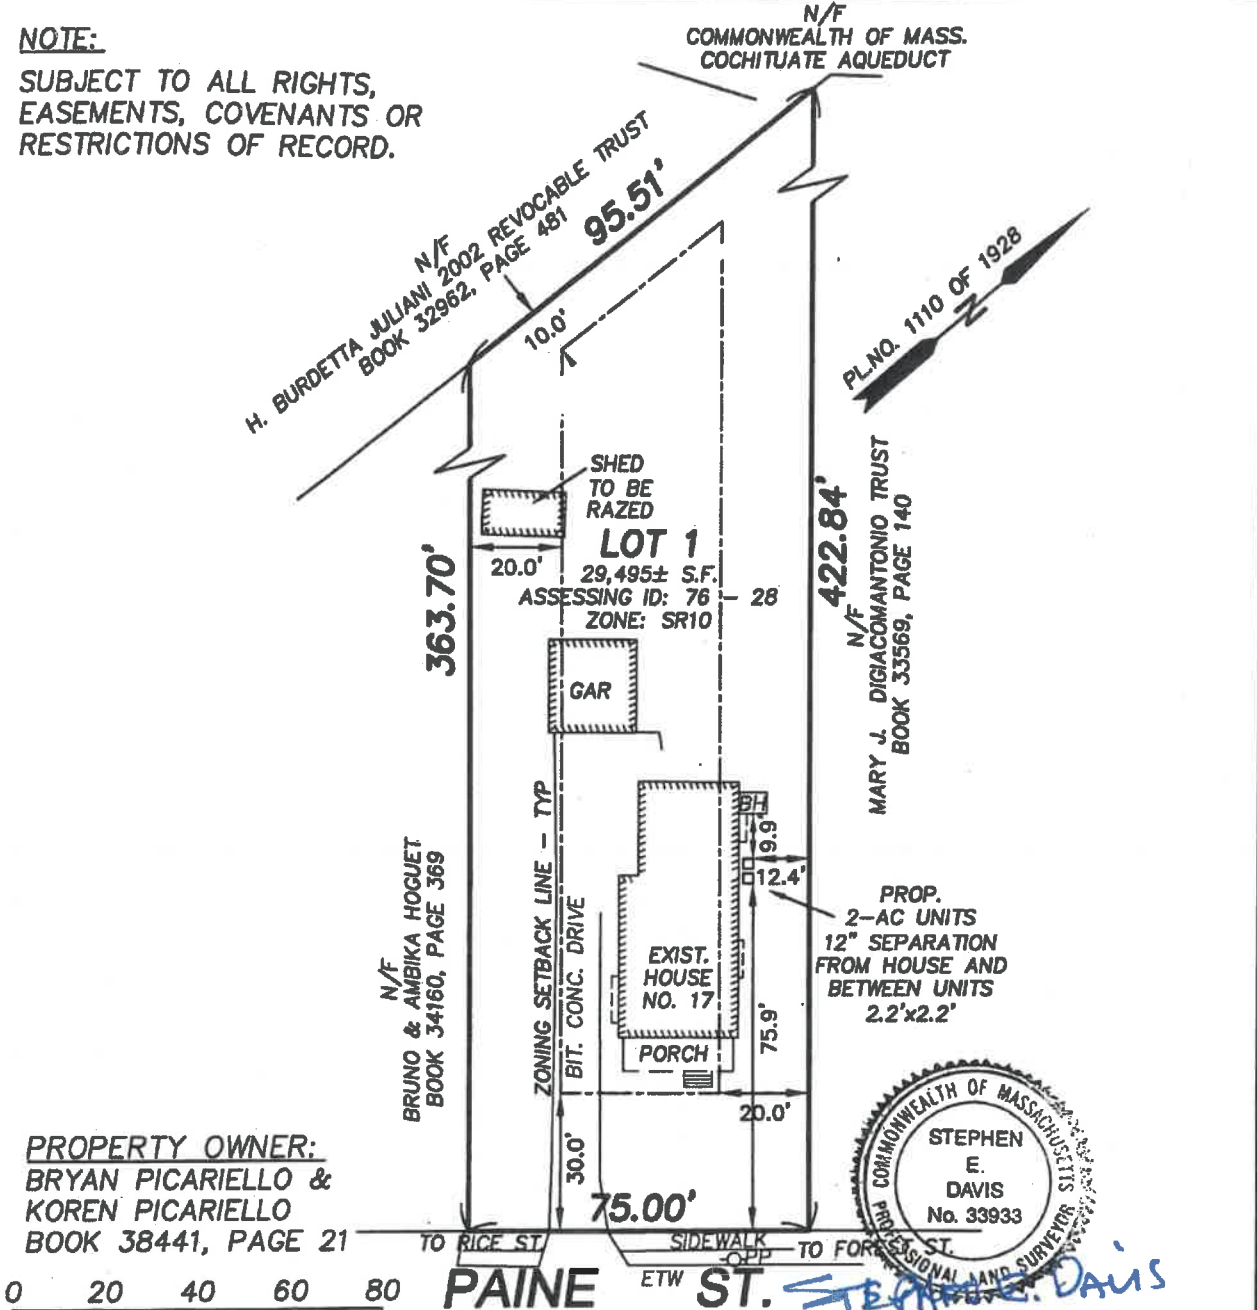 NOTE:
SUBJECT TO ALL RIGHTS,
EASEMENTS, COVENANTS OR
RESTRICTIONS OF RECORD.
N/F
COMMONWEALTH OF MASS.
COCHITUATE AQUEDUCT
N/F
H. BURDETTA JULIANI 2002 REVOCABLE TRUST
BOOK 32962, PAGE 481
95.51'
10.0'
PL.NO. 1110 OF 1928
N
SHED
TO BE
RAZED
20.0'
LOT 1
29,495± S.F.
ASSESSING ID: 76 - 28
ZONE: SR10
363.70'
422.84'
N/F
MARY J. DIGIACOMANTONIO TRUST
BOOK 33569, PAGE 140
GAR
BH
9.9'
12.4'
PROP.
2-AC UNITS
12" SEPARATION
FROM HOUSE AND
BETWEEN UNITS
2.2'x2.2'
N/F
BRUNO & AMBIKA HOGUET
BOOK 34160, PAGE 369
ZONING SETBACK LINE - TYP
BIT. CONC. DRIVE
EXIST.
HOUSE
NO. 17
PORCH
75.9'
20.0'
30.0'
75.00'
PROPERTY OWNER:
BRYAN PICARIELLO &
KOREN PICARIELLO
BOOK 38441, PAGE 21
TO RICE ST.
SIDEWALK
PP
TO FOREST ST.
0 20 40 60 80
PAINE ST.
ETW
COMMONWEALTH OF MASSACHUSETTS
STEPHEN
E.
DAVIS
No. 33933
PROFESSIONAL LAND SURVEYOR
STEPHEN E. DAVIS